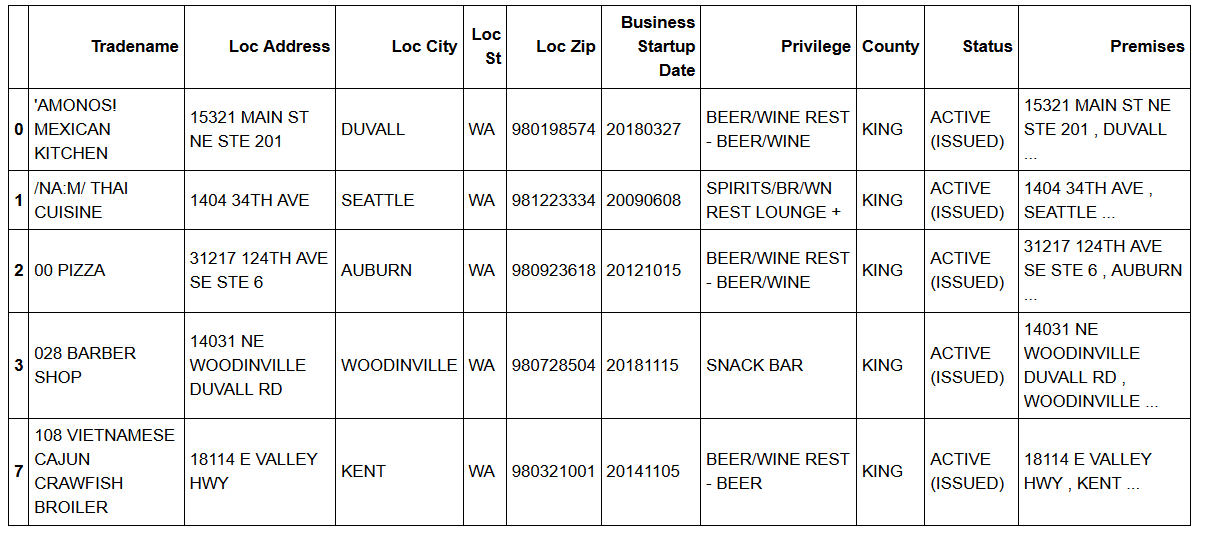 Tradename Loc Address Loc City Loc St Loc Zip Business Startup Date Privilege County Status Premises
0 'AMONOS! MEXICAN KITCHEN 15321 MAIN ST NE STE 201 DUVALL WA 980198574 20180327 BEER/WINE REST - BEER/WINE KING ACTIVE (ISSUED) 15321 MAIN ST NE STE 201 , DUVALL ...
1 /NA:M/ THAI CUISINE 1404 34TH AVE SEATTLE WA 981223334 20090608 SPIRITS/BR/WN REST LOUNGE + KING ACTIVE (ISSUED) 1404 34TH AVE , SEATTLE ...
2 00 PIZZA 31217 124TH AVE SE STE 6 AUBURN WA 980923618 20121015 BEER/WINE REST - BEER/WINE KING ACTIVE (ISSUED) 31217 124TH AVE SE STE 6 , AUBURN ...
3 028 BARBER SHOP 14031 NE WOODINVILLE DUVALL RD WOODINVILLE WA 980728504 20181115 SNACK BAR KING ACTIVE (ISSUED) 14031 NE WOODINVILLE DUVALL RD , WOODINVILLE ...
7 108 VIETNAMESE CAJUN CRAWFISH BROILER 18114 E VALLEY HWY KENT WA 980321001 20141105 BEER/WINE REST - BEER KING ACTIVE (ISSUED) 18114 E VALLEY HWY , KENT ...